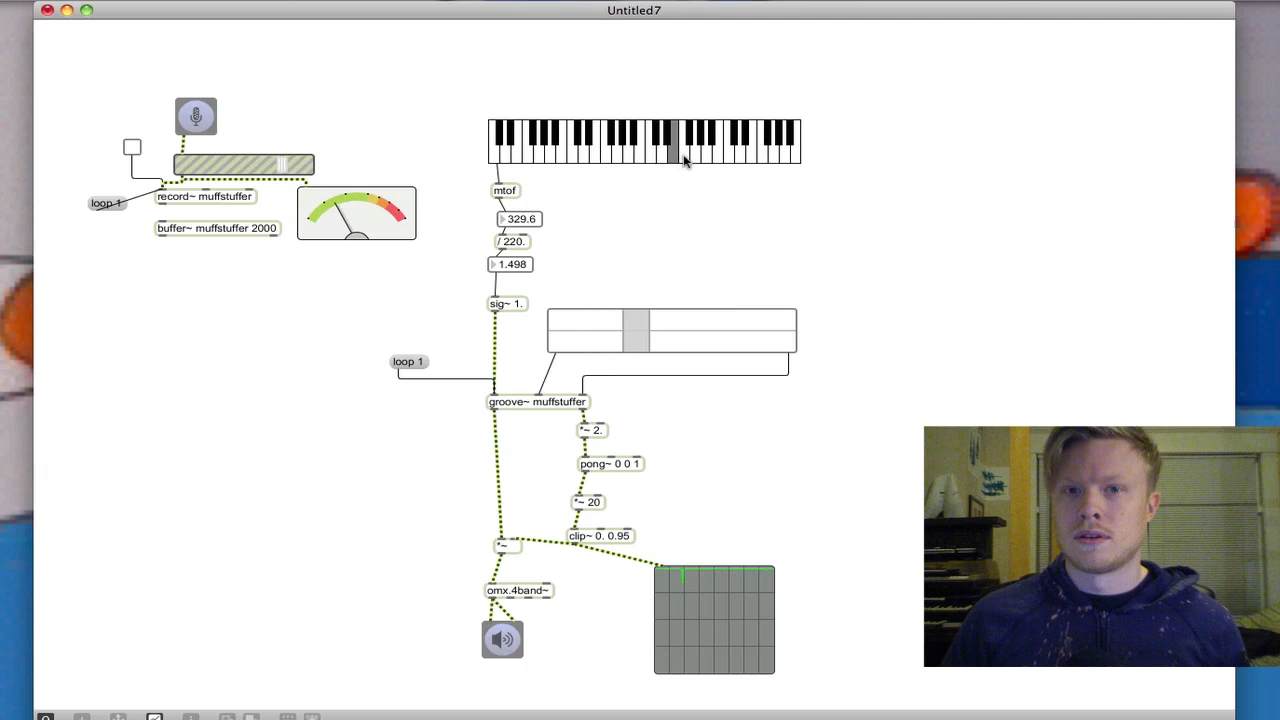 Untitled7
loop 1
record~ muffstuffer
buffer~ muffstuffer 2000
mtof
329.6
/ 220.
1.498
sig~ 1.
loop 1
groove~ muffstuffer
*~ 2.
pong~ 0 0 1
*~ 20
clip~ 0. 0.95
*~
omx.4band~